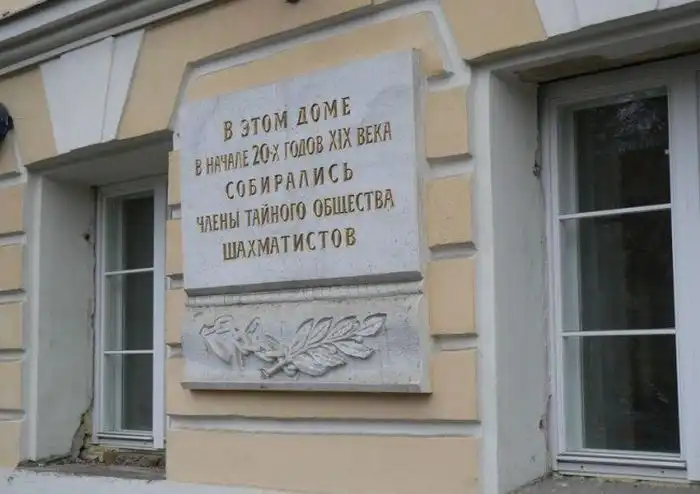 В ЭТОМ ДОМЕ
В НАЧАЛЕ 20-Х ГОДОВ XIX ВЕКА
СОБИРАЛИСЬ
ЧЛЕНЫ ТАЙНОГО ОБЩЕСТВА
ШАХМАТИСТОВ